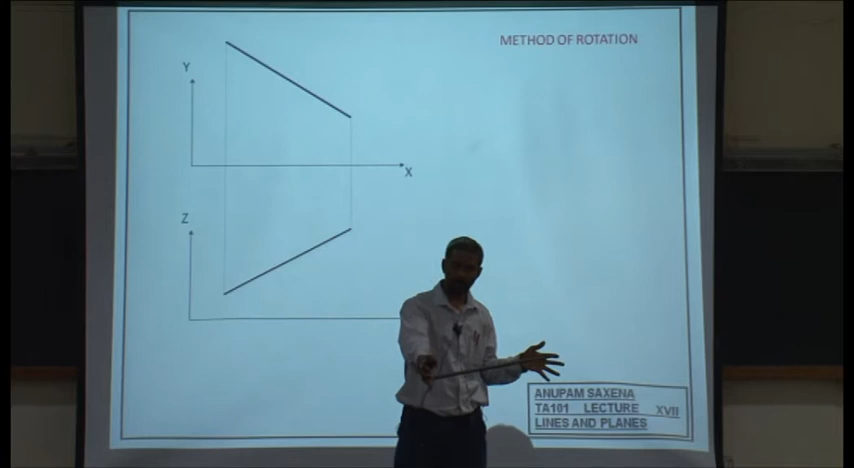 METHOD OF ROTATION
Y
X
Z
ANUPAM SAXENA
TA101 LECTURE XVII
LINES AND PLANES